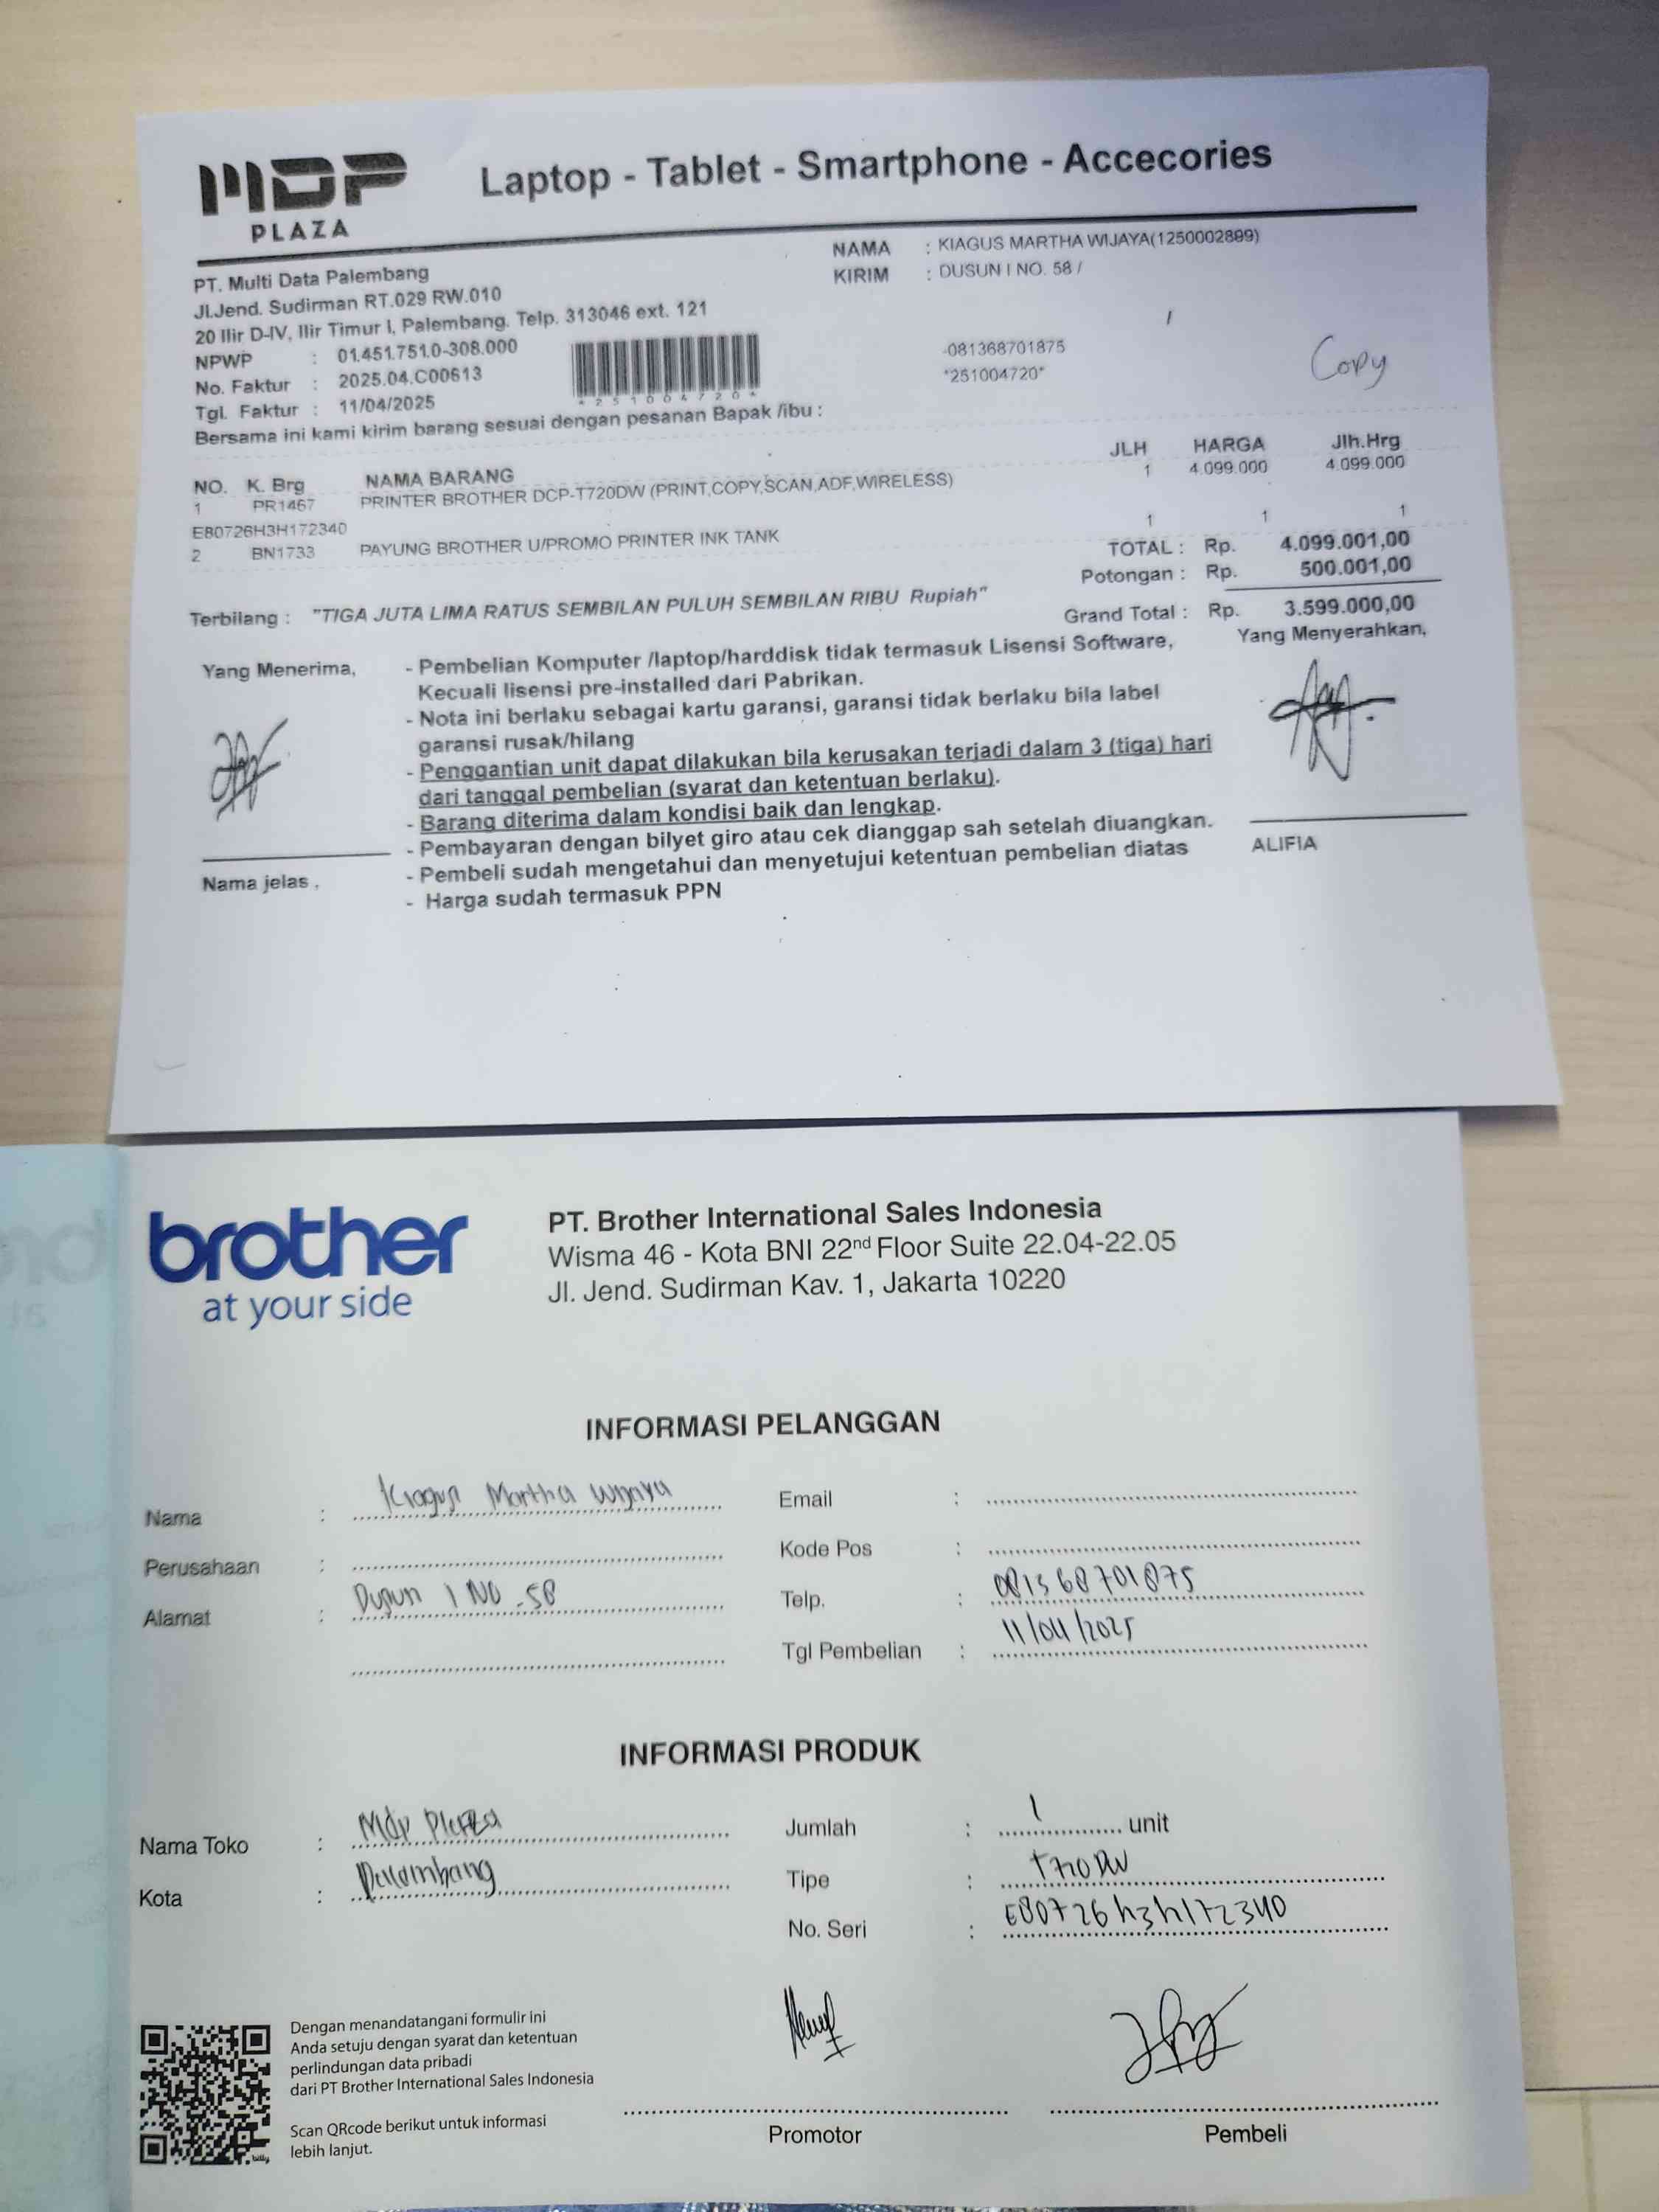 MDP
PLAZA
Laptop - Tablet - Smartphone - Accecories
PT. Multi Data Palembang
Jl.Jend. Sudirman RT.029 RW.010
20 Ilir D-IV, Ilir Timur I, Palembang. Telp. 313046 ext. 121
NPWP : 01.451.751.0-308.000
No. Faktur : 2025.04.C00613
Tgl. Faktur : 11/04/2025
*251004720*
NAMA : KIAGUS MARTHA WIJAYA(1250002899)
KIRIM : DUSUN I NO. 58 /
/
-081368701875
*251004720*
Copy
Bersama ini kami kirim barang sesuai dengan pesanan Bapak /ibu :
NO. K. Brg NAMA BARANG JLH HARGA Jlh.Hrg
1 PR1467 PRINTER BROTHER DCP-T720DW (PRINT,COPY,SCAN,ADF,WIRELESS) 1 4.099.000 4.099.000
E80726H3H172340
2 BN1733 PAYUNG BROTHER U/PROMO PRINTER INK TANK 1 1 1
TOTAL : Rp. 4.099.001,00
Potongan : Rp. 500.001,00
Terbilang : "TIGA JUTA LIMA RATUS SEMBILAN PULUH SEMBILAN RIBU Rupiah"
Grand Total : Rp. 3.599.000,00
Yang Menerima,
- Pembelian Komputer /laptop/harddisk tidak termasuk Lisensi Software,
Kecuali lisensi pre-installed dari Pabrikan.
- Nota ini berlaku sebagai kartu garansi, garansi tidak berlaku bila label
garansi rusak/hilang
- Penggantian unit dapat dilakukan bila kerusakan terjadi dalam 3 (tiga) hari
dari tanggal pembelian (syarat dan ketentuan berlaku).
- Barang diterima dalam kondisi baik dan lengkap.
- Pembayaran dengan bilyet giro atau cek dianggap sah setelah diuangkan.
- Pembeli sudah mengetahui dan menyetujui ketentuan pembelian diatas
- Harga sudah termasuk PPN
Yang Menyerahkan,
ALIFIA
Nama jelas ,
brother
at your side
PT. Brother International Sales Indonesia
Wisma 46 - Kota BNI 22nd Floor Suite 22.04-22.05
Jl. Jend. Sudirman Kav. 1, Jakarta 10220
INFORMASI PELANGGAN
Nama : Kiagus Martha Wijaya
Perusahaan :
Alamat : Dusun 1 NO .58
Email :
Kode Pos :
Telp. : 081368701875
Tgl Pembelian : 11/04/2025
INFORMASI PRODUK
Nama Toko : Mdp Plaza
Kota : Palembang
Jumlah : 1 unit
Tipe : T720DW
No. Seri : E80726h3h172340
Dengan menandatangani formulir ini
Anda setuju dengan syarat dan ketentuan
perlindungan data pribadi
dari PT Brother International Sales Indonesia
Scan QRcode berikut untuk informasi
lebih lanjut.
bitly
Promotor
Pembeli